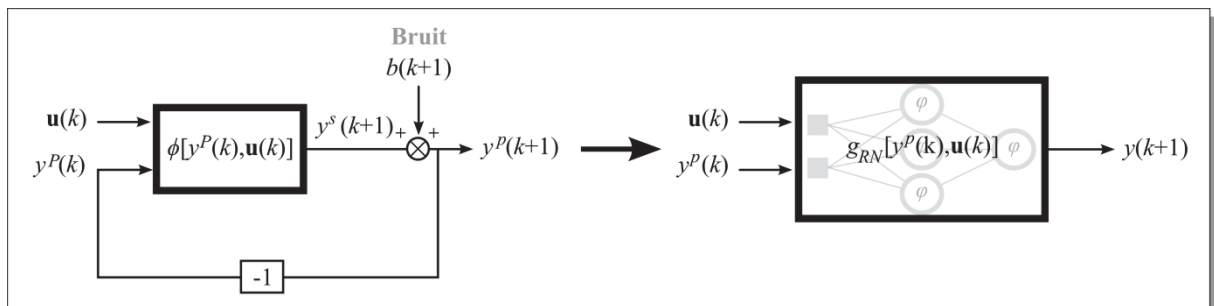 Bruit
b(k+1)
u(k)
y^P(k)
ϕ[y^P(k),u(k)]
y^s (k+1)
+
+
y^p(k+1)
-1
u(k)
y^p(k)
φ
φ
φ
φ
g_RN[y^p(k),u(k)]
y(k+1)